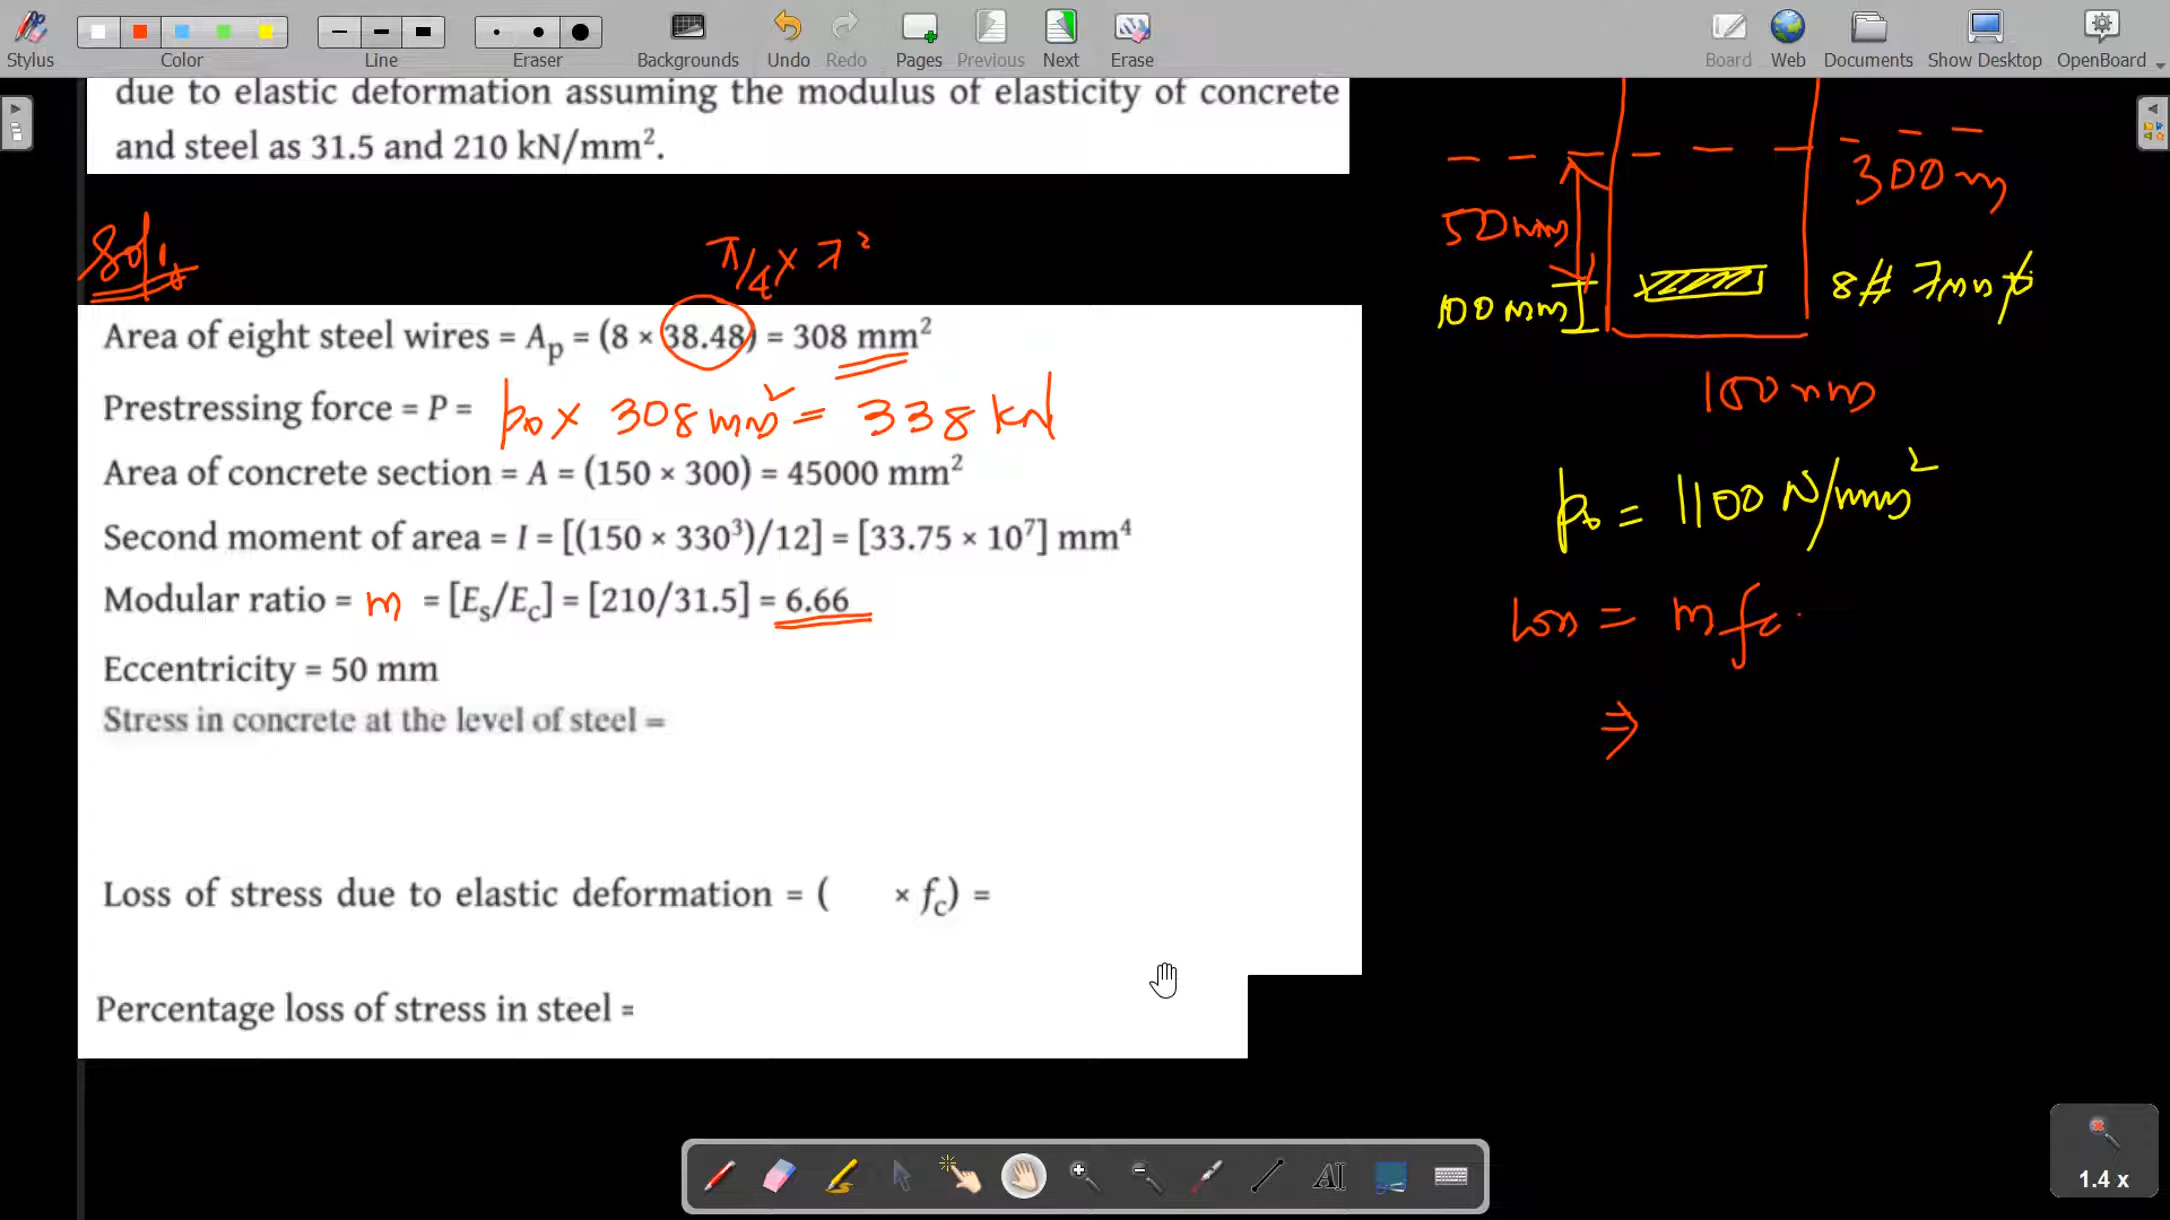 Stylus
Color
Line
Eraser
Backgrounds
Undo
Redo
Pages
Previous
Next
Erase
Board
Web
Documents
Show Desktop
OpenBoard
due to elastic deformation assuming the modulus of elasticity of concrete
and steel as 31.5 and 210 kN/mm².
Sol:
π/4 × 7²
Area of eight steel wires = Aₚ = (8 × 38.48) = 308 mm²
Prestressing force = P = p₀ × 308 mm² = 338 kN
Area of concrete section = A = (150 × 300) = 45000 mm²
Second moment of area = I = [(150 × 330³)/12] = [33.75 × 10⁷] mm⁴
Modular ratio = m = [Eₛ/E꜀] = [210/31.5] = 6.66
Eccentricity = 50 mm
Stress in concrete at the level of steel =
Loss of stress due to elastic deformation = ( × f꜀) =
Percentage loss of stress in steel =
300 m
50 mm
100 mm
8# 7mm ϕ
150 mm
p₀ = 1100 N/mm²
Loss = m fc.
⇒
1.4 x